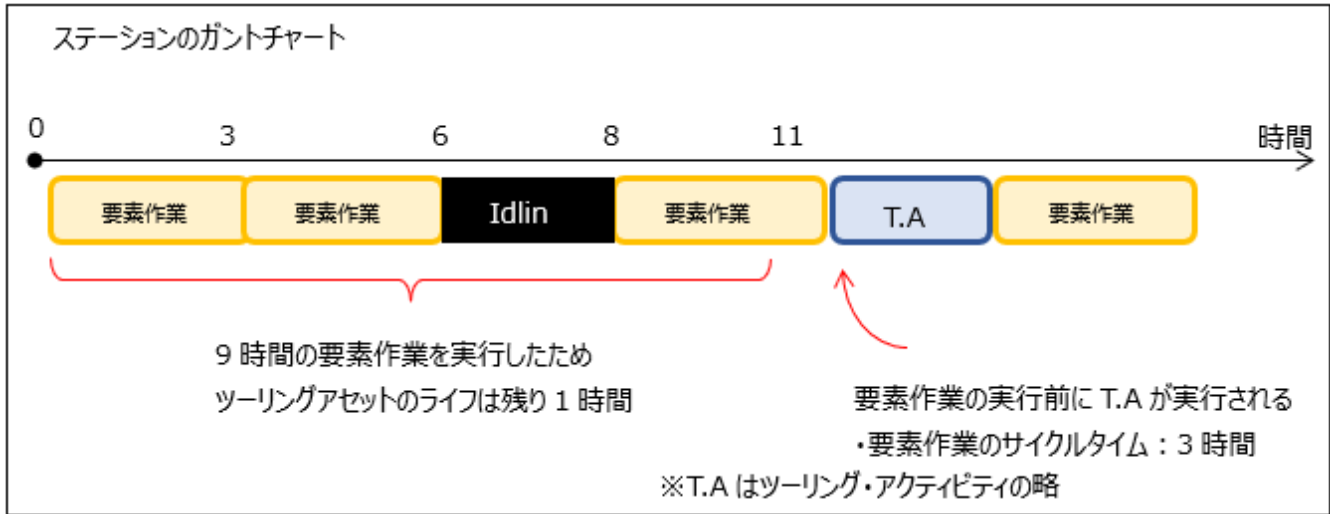 ステーションのガントチャート
0 3 6 8 11 時間
要素作業 要素作業 Idlin 要素作業 T.A 要素作業
9 時間の要素作業を実行したため
ツーリングアセットのライフは残り 1 時間
要素作業の実行前に T.A が実行される
・要素作業のサイクルタイム：3 時間
※T.A はツーリング・アクティビティの略